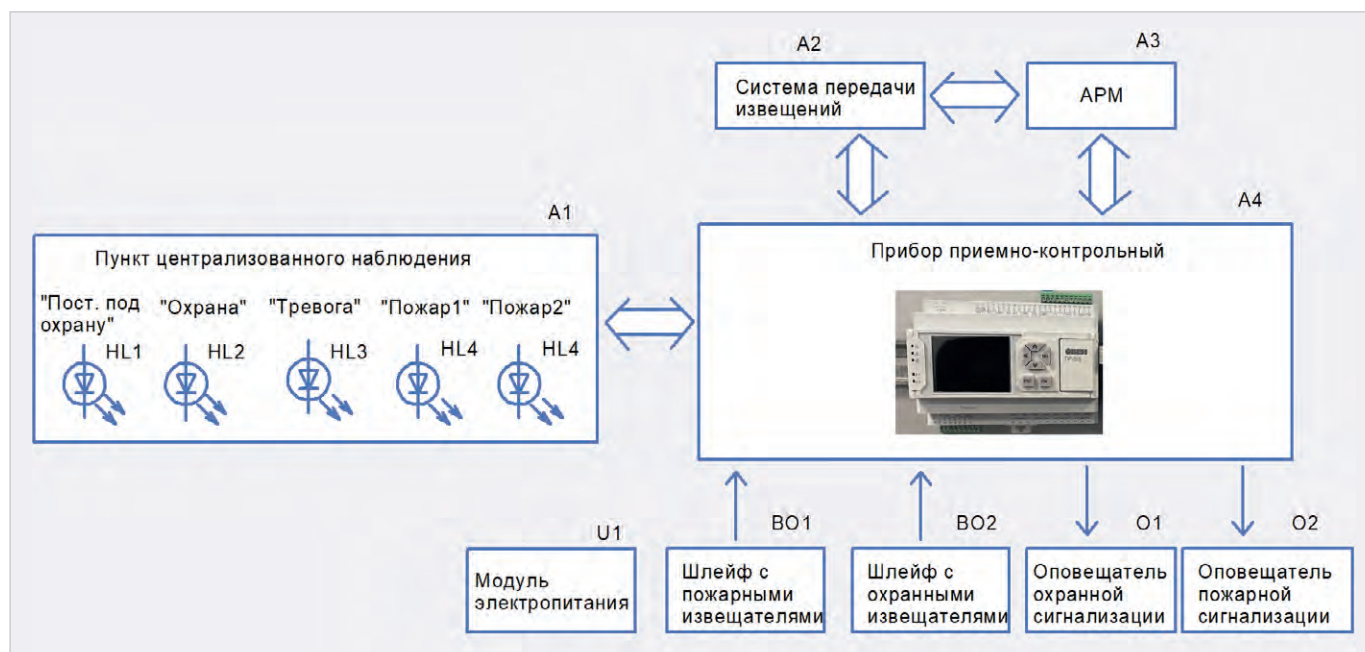 A2
A3
Система передачи
извещений
АРМ
A1
A4
Пункт централизованного наблюдения
Прибор приемно-контрольный
"Пост. под
охрану"
"Охрана"
"Тревога"
"Пожар1"
"Пожар2"
HL1
HL2
HL3
HL4
HL4
U1
BO1
BO2
O1
O2
Модуль
электропитания
Шлейф с
пожарными
извещателями
Шлейф с
охранными
извещателями
Оповещатель
охранной
сигнализации
Оповещатель
пожарной
сигнализации